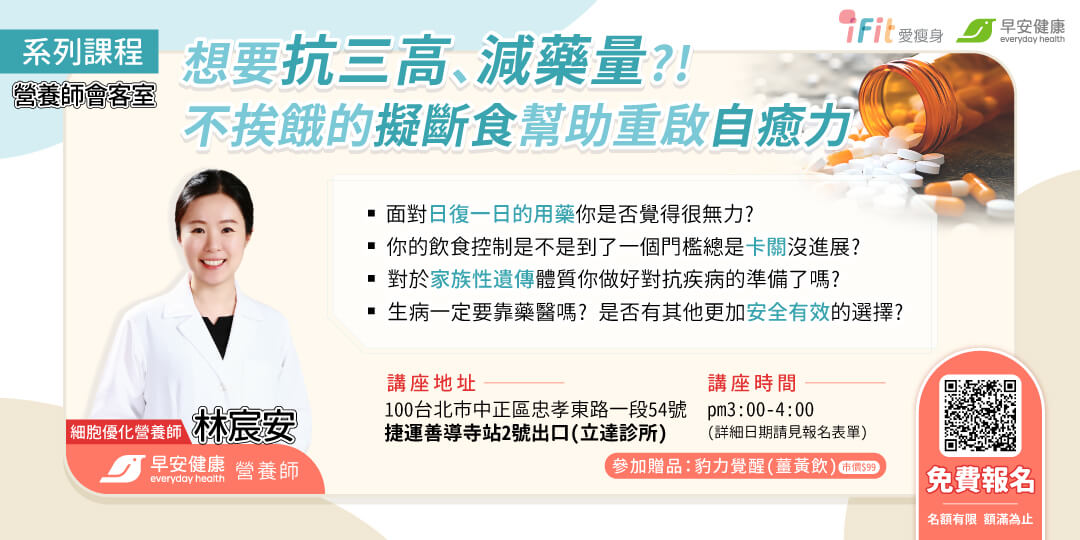 系列課程
營養師會客室
iFit 愛瘦身
早安健康
everyday health
想要抗三高、減藥量?!
不挨餓的擬斷食幫助重啟自癒力
▪ 面對日復一日的用藥你是否覺得很無力?
▪ 你的飲食控制是不是到了一個門檻總是卡關沒進展?
▪ 對於家族性遺傳體質你做好對抗疾病的準備了嗎?
▪ 生病一定要靠藥醫嗎? 是否有其他更加安全有效的選擇?
細胞優化營養師 林宸安
早安健康 營養師
everyday health
講座地址
100台北市中正區忠孝東路一段54號
捷運善導寺站2號出口(立達診所)
講座時間
pm3:00-4:00
(詳細日期請見報名表單)
參加贈品：豹力覺醒(薑黃飲) 市價$99
免費報名
名額有限 額滿為止